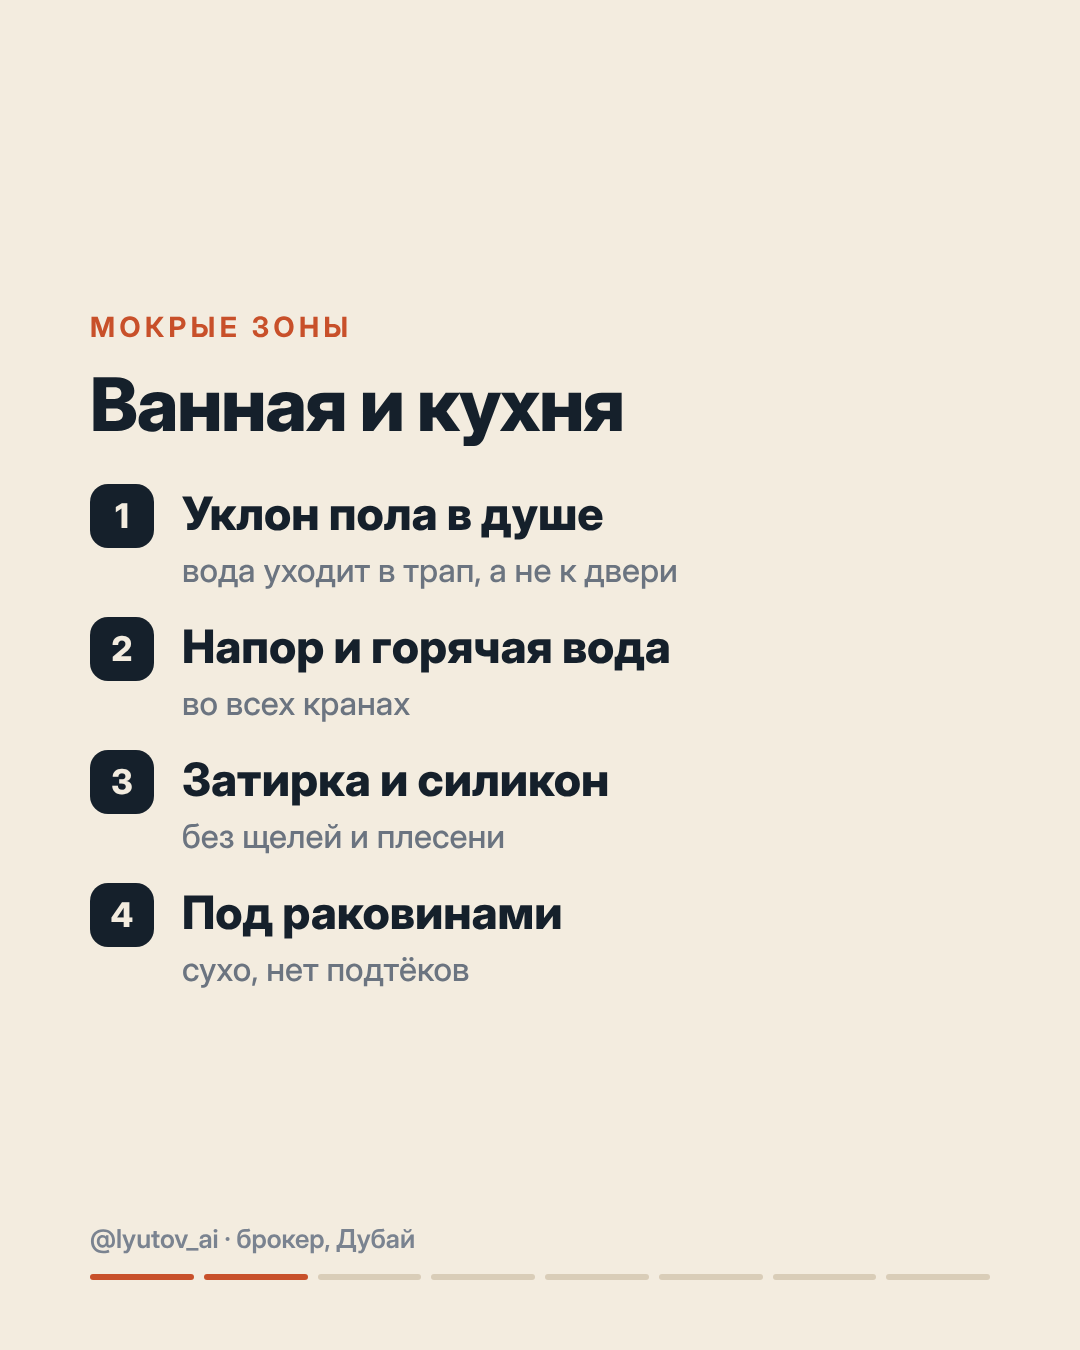 МОКРЫЕ ЗОНЫ
Ванная и кухня
1 Уклон пола в душе
вода уходит в трап, а не к двери
2 Напор и горячая вода
во всех кранах
3 Затирка и силикон
без щелей и плесени
4 Под раковинами
сухо, нет подтёков
@lyutov_ai · брокер, Дубай